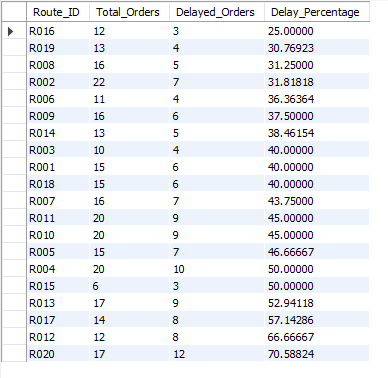 Route_ID Total_Orders Delayed_Orders Delay_Percentage
R016 12 3 25.00000
R019 13 4 30.76923
R008 16 5 31.25000
R002 22 7 31.81818
R006 11 4 36.36364
R009 16 6 37.50000
R014 13 5 38.46154
R003 10 4 40.00000
R001 15 6 40.00000
R018 15 6 40.00000
R007 16 7 43.75000
R011 20 9 45.00000
R010 20 9 45.00000
R005 15 7 46.66667
R004 20 10 50.00000
R015 6 3 50.00000
R013 17 9 52.94118
R017 14 8 57.14286
R012 12 8 66.66667
R020 17 12 70.58824